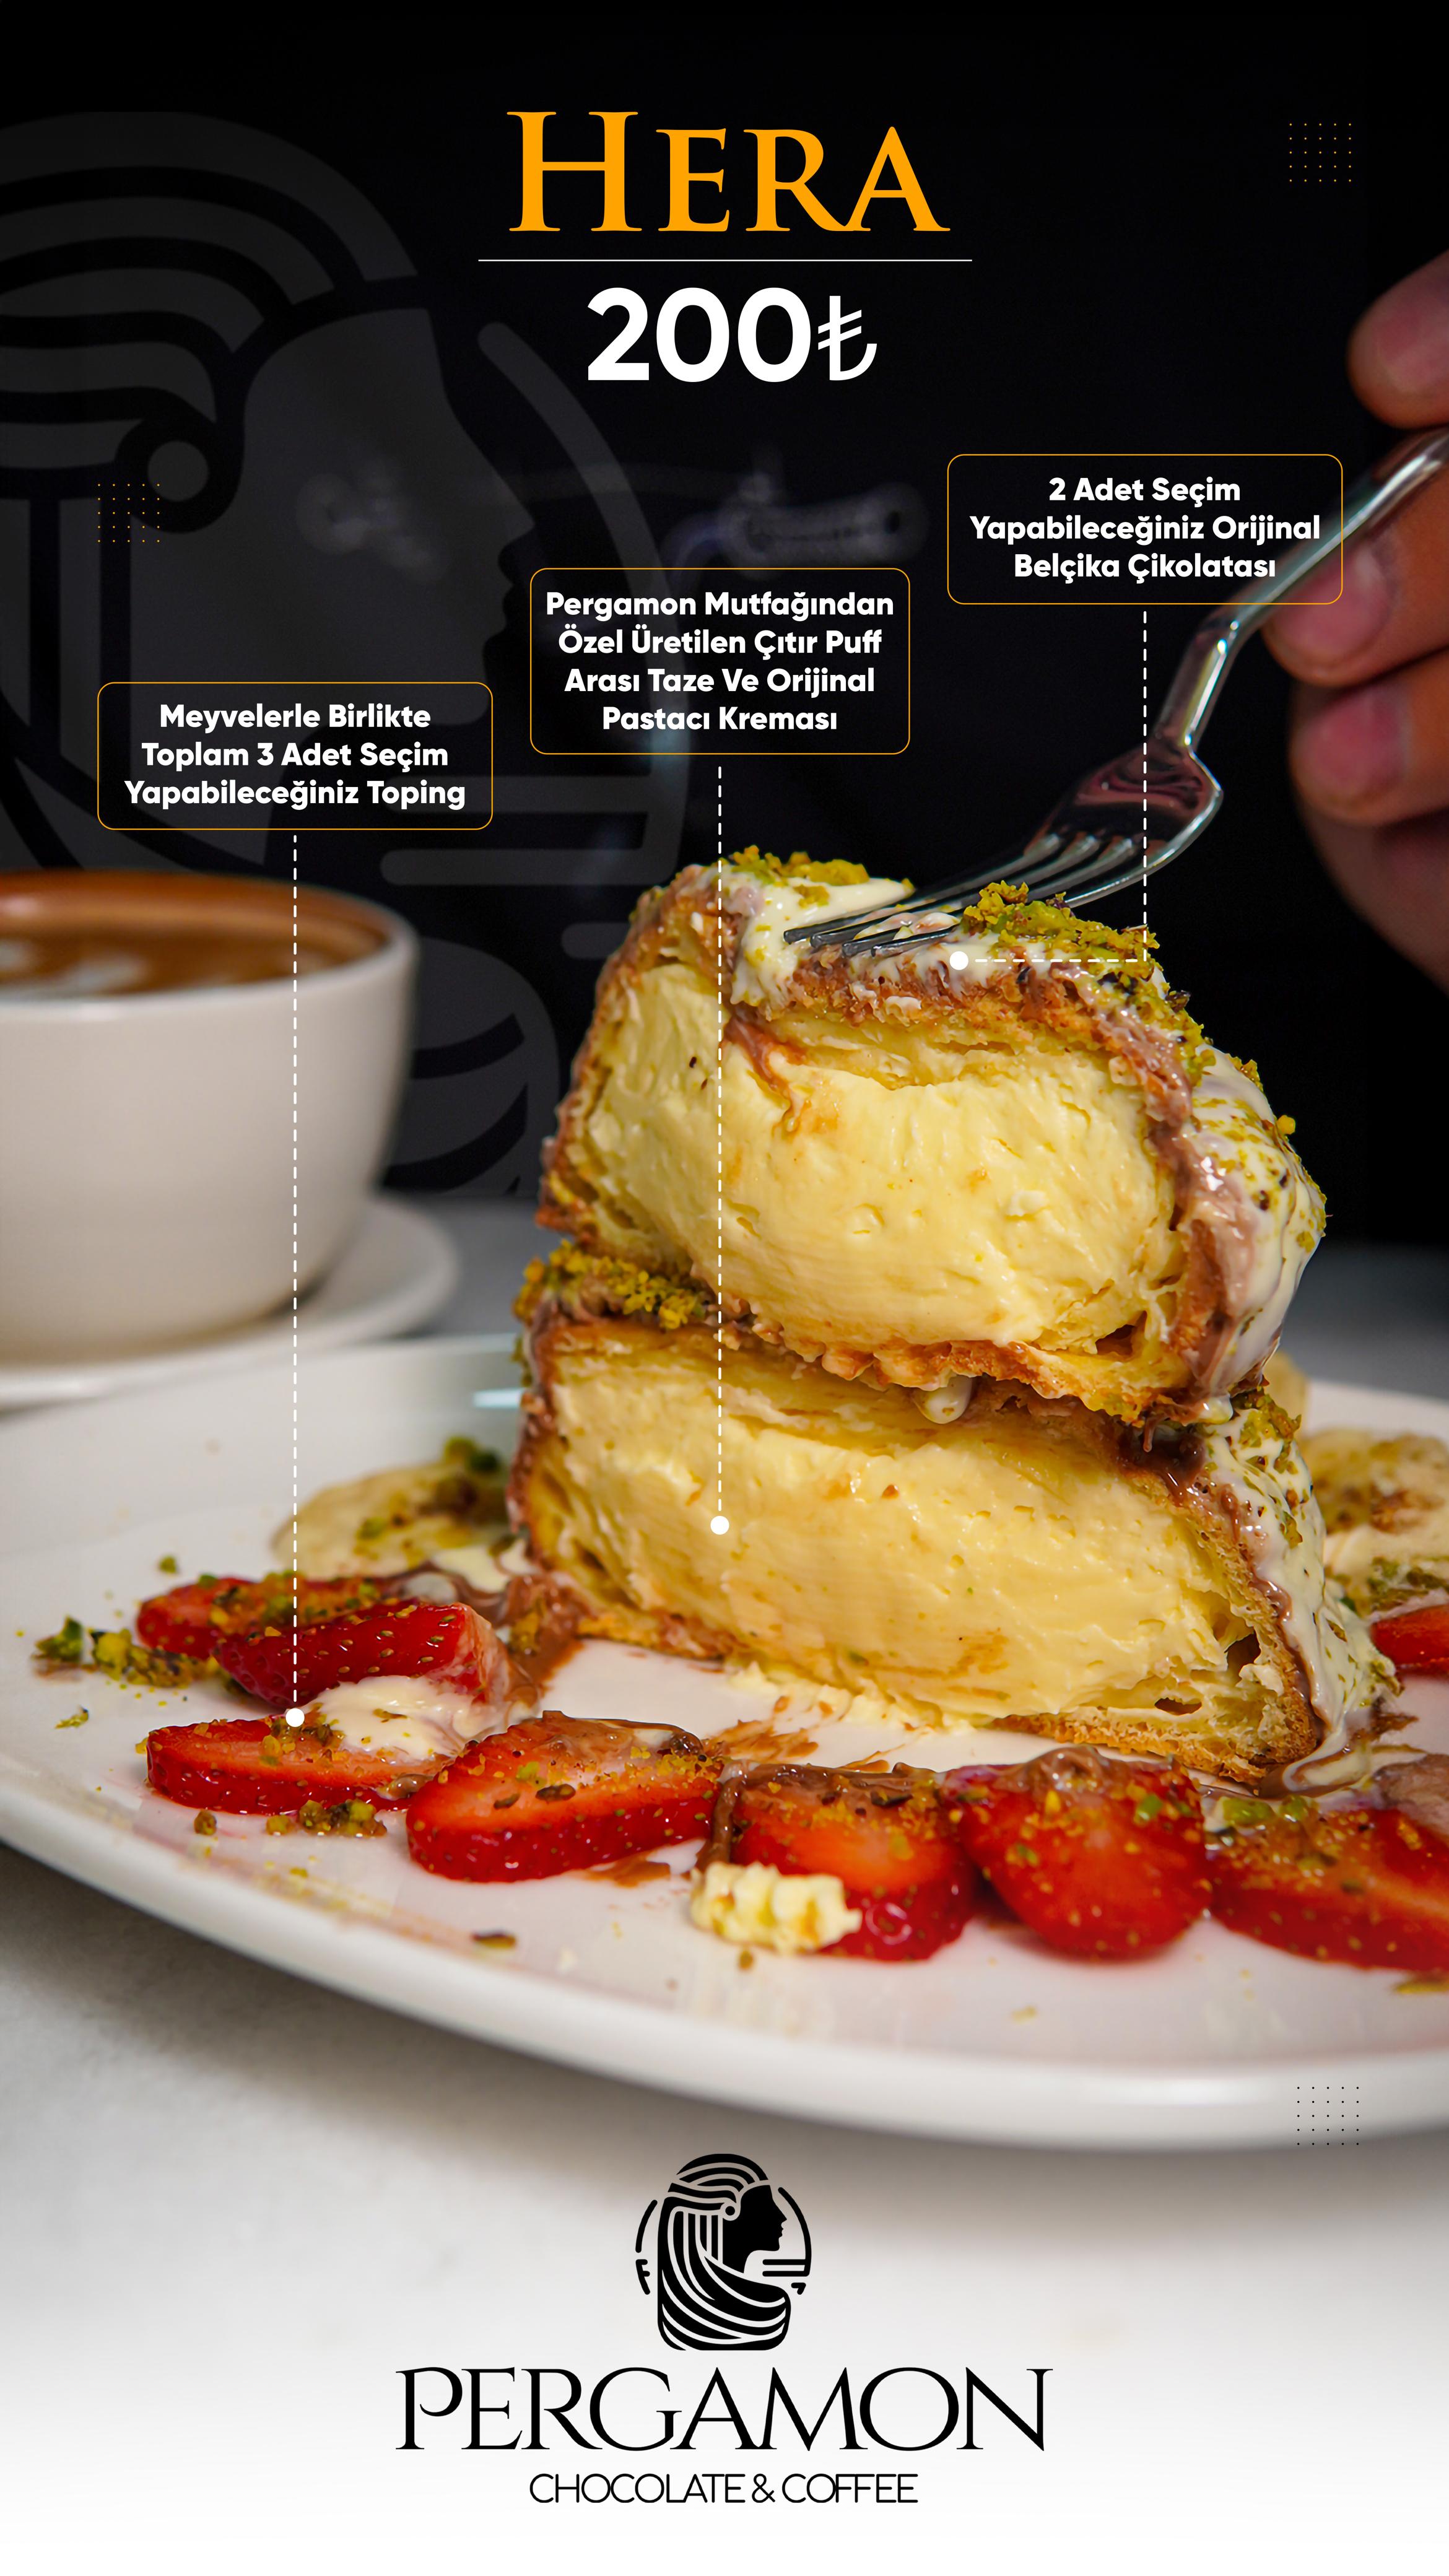 HERA
200₺
2 Adet Seçim
Yapabileceğiniz Orijinal
Belçika Çikolatası
Pergamon Mutfağından
Özel Üretilen Çıtır Puff
Arası Taze Ve Orijinal
Pastacı Kreması
Meyvelerle Birlikte
Toplam 3 Adet Seçim
Yapabileceğiniz Toping
PERGAMON
CHOCOLATE & COFFEE